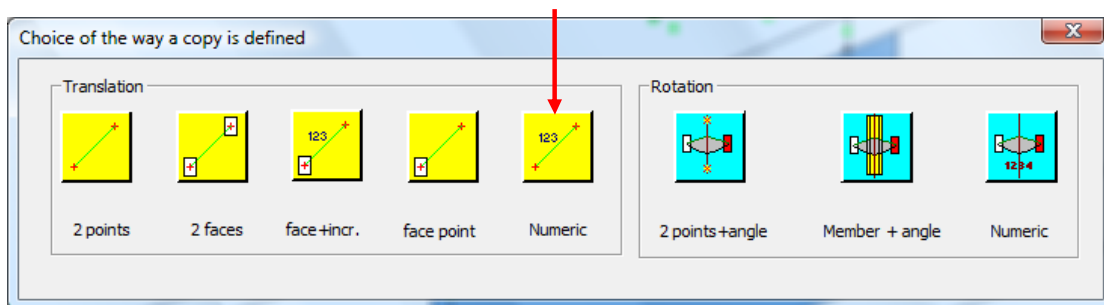 Choice of the way a copy is defined
Translation
123
123
2 points
2 faces
face+incr.
face point
Numeric
Rotation
1234
2 points+angle
Member + angle
Numeric